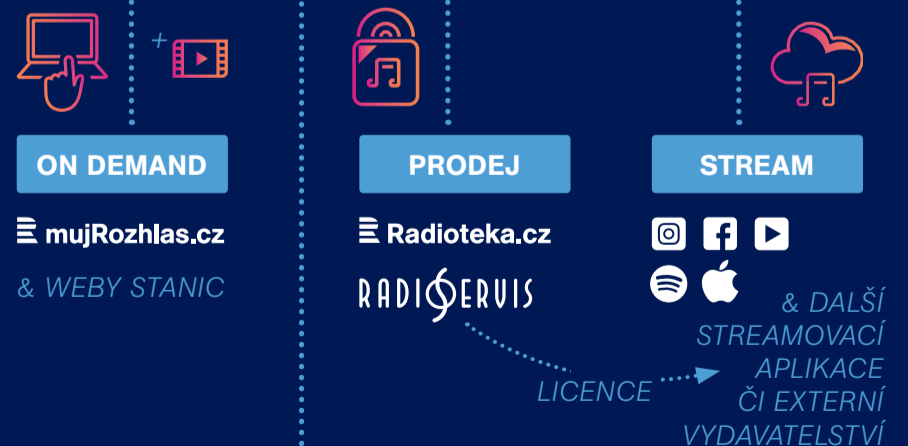 +
ON DEMAND
mujRozhlas.cz
& WEBY STANIC
PRODEJ
Radioteka.cz
RADIOSERVIS
LICENCE
STREAM
& DALŠÍ
STREAMOVACÍ
APLIKACE
ČI EXTERNÍ
VYDAVATELSTVÍ